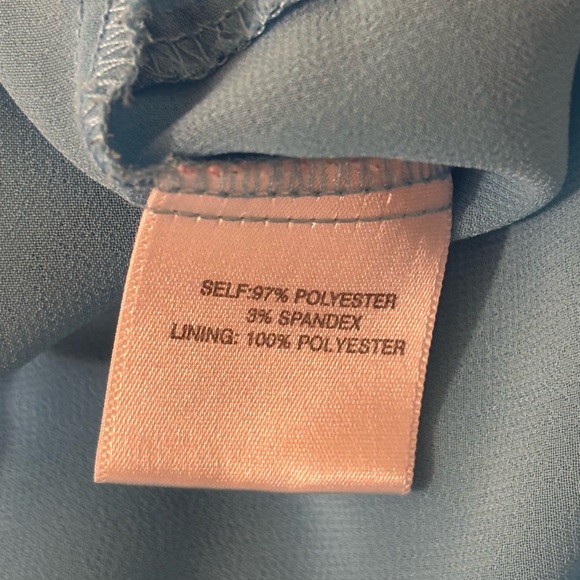 SELF:97% POLYESTER
3% SPANDEX
LINING: 100% POLYESTER